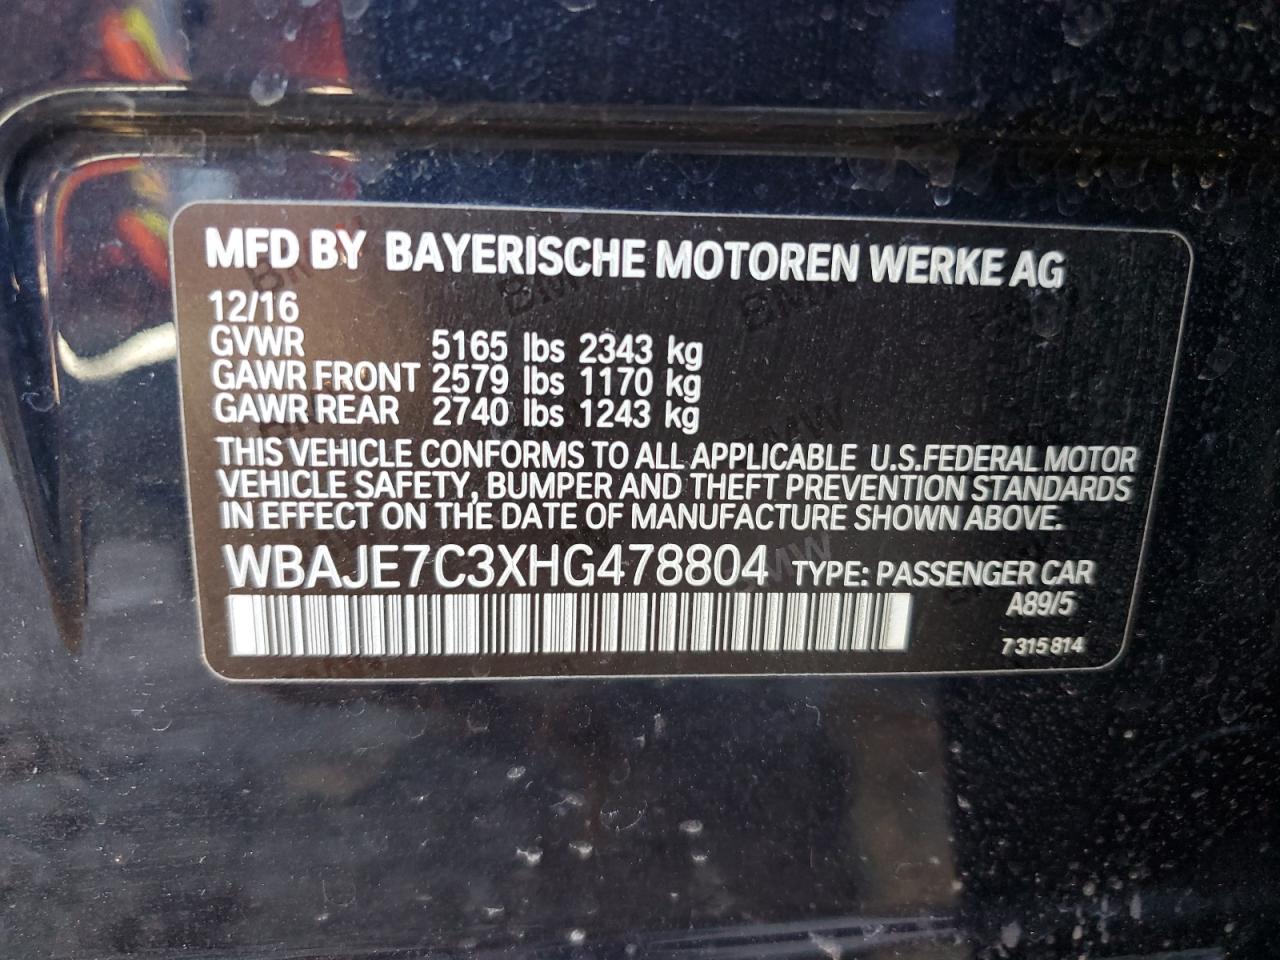 MFD BY BAYERISCHE MOTOREN WERKE AG
12/16
GVWR 5165 lbs 2343 kg
GAWR FRONT 2579 lbs 1170 kg
GAWR REAR 2740 lbs 1243 kg
THIS VEHICLE CONFORMS TO ALL APPLICABLE U.S.FEDERAL MOTOR
VEHICLE SAFETY, BUMPER AND THEFT PREVENTION STANDARDS
IN EFFECT ON THE DATE OF MANUFACTURE SHOWN ABOVE.
WBAJE7C3XHG478804 TYPE: PASSENGER CAR
A89/5
7 315 814